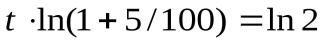 t ·ln(1 + 5/100) = ln 2